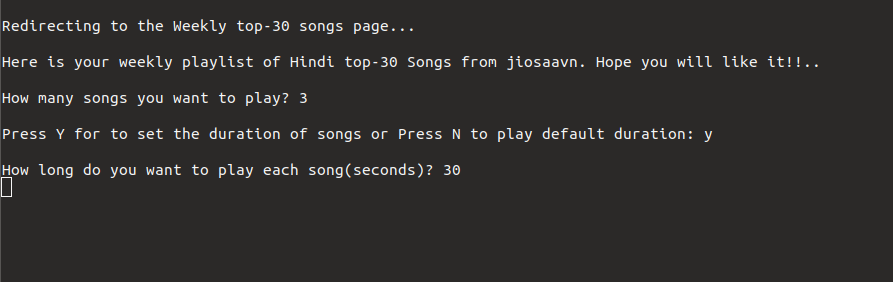 Redirecting to the Weekly top-30 songs page...
Here is your weekly playlist of Hindi top-30 Songs from jiosaavn. Hope you will like it!!..
How many songs you want to play? 3
Press Y for to set the duration of songs or Press N to play default duration: y
How long do you want to play each song(seconds)? 30